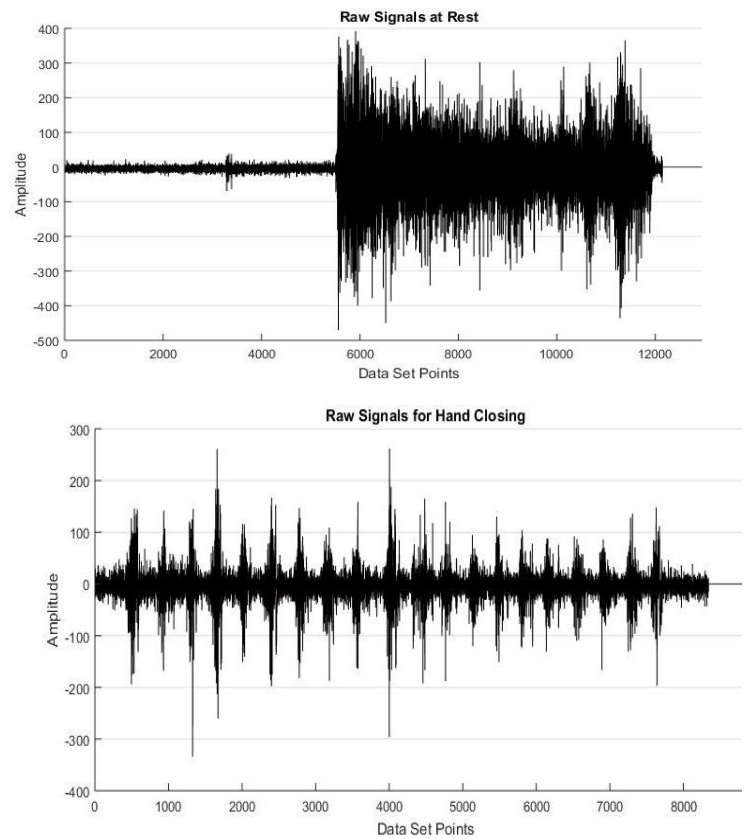 Raw Signals at Rest
400
300
200
100
0
-100
-200
-300
-400
-500
Amplitude
0 2000 4000 6000 8000 10000 12000
Data Set Points
Raw Signals for Hand Closing
300
200
100
0
-100
-200
-300
-400
Amplitude
0 1000 2000 3000 4000 5000 6000 7000 8000
Data Set Points